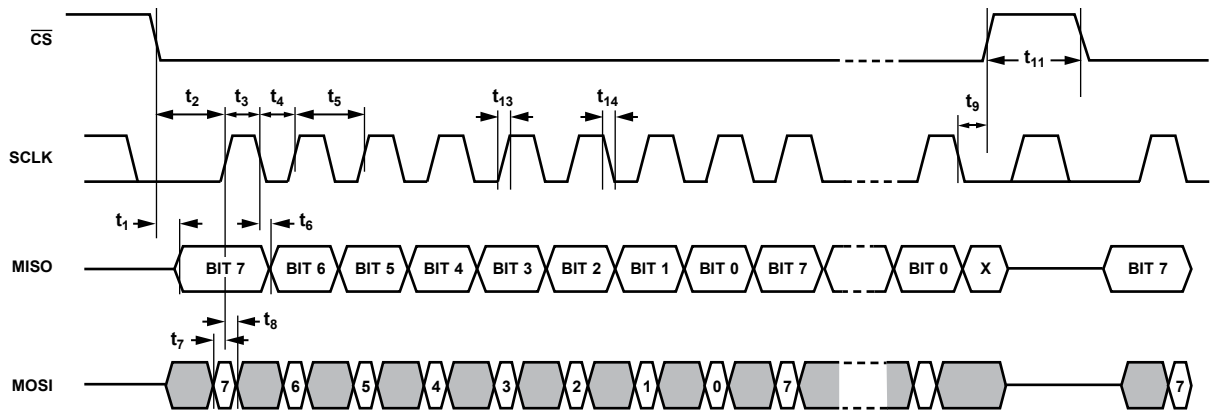 CS
t11
t2 t3 t4 t5 t13 t14 t9
SCLK
t1 t6
MISO BIT 7 BIT 6 BIT 5 BIT 4 BIT 3 BIT 2 BIT 1 BIT 0 BIT 7 BIT 0 X BIT 7
t7 t8
MOSI 7 6 5 4 3 2 1 0 7 7